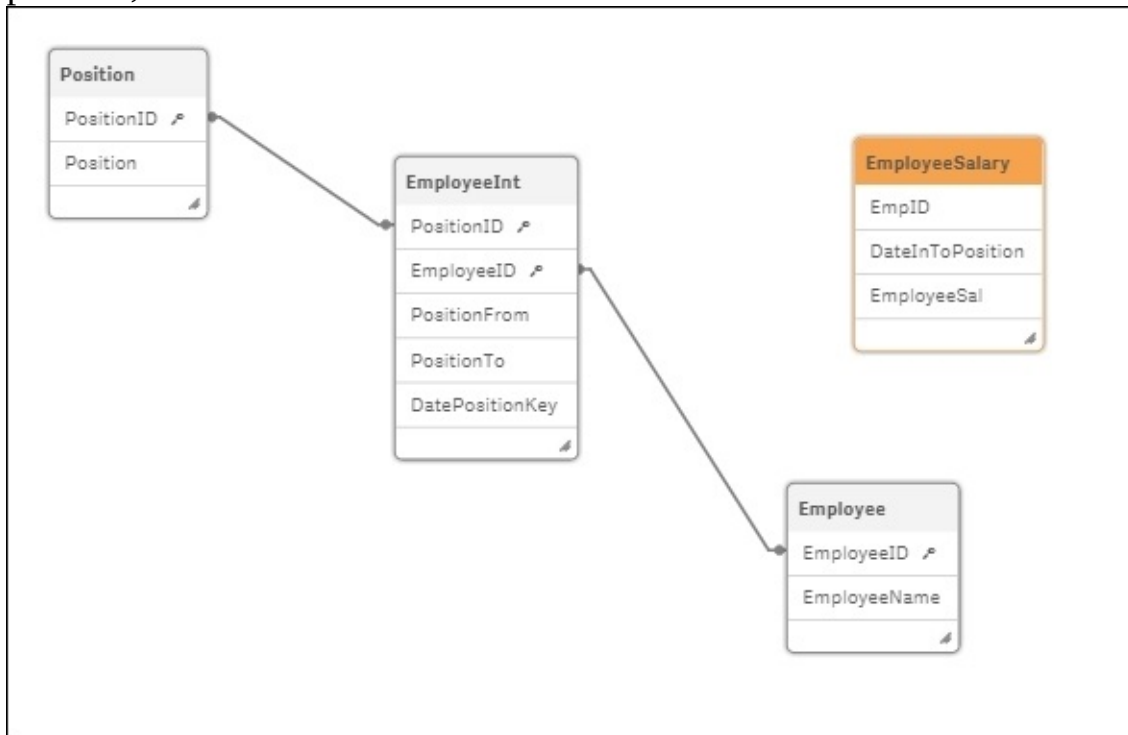 Position
PositionID
Position
EmployeeInt
PositionID
EmployeeID
PositionFrom
PositionTo
DatePositionKey
EmployeeSalary
EmpID
DateInToPosition
EmployeeSal
Employee
EmployeeID
EmployeeName